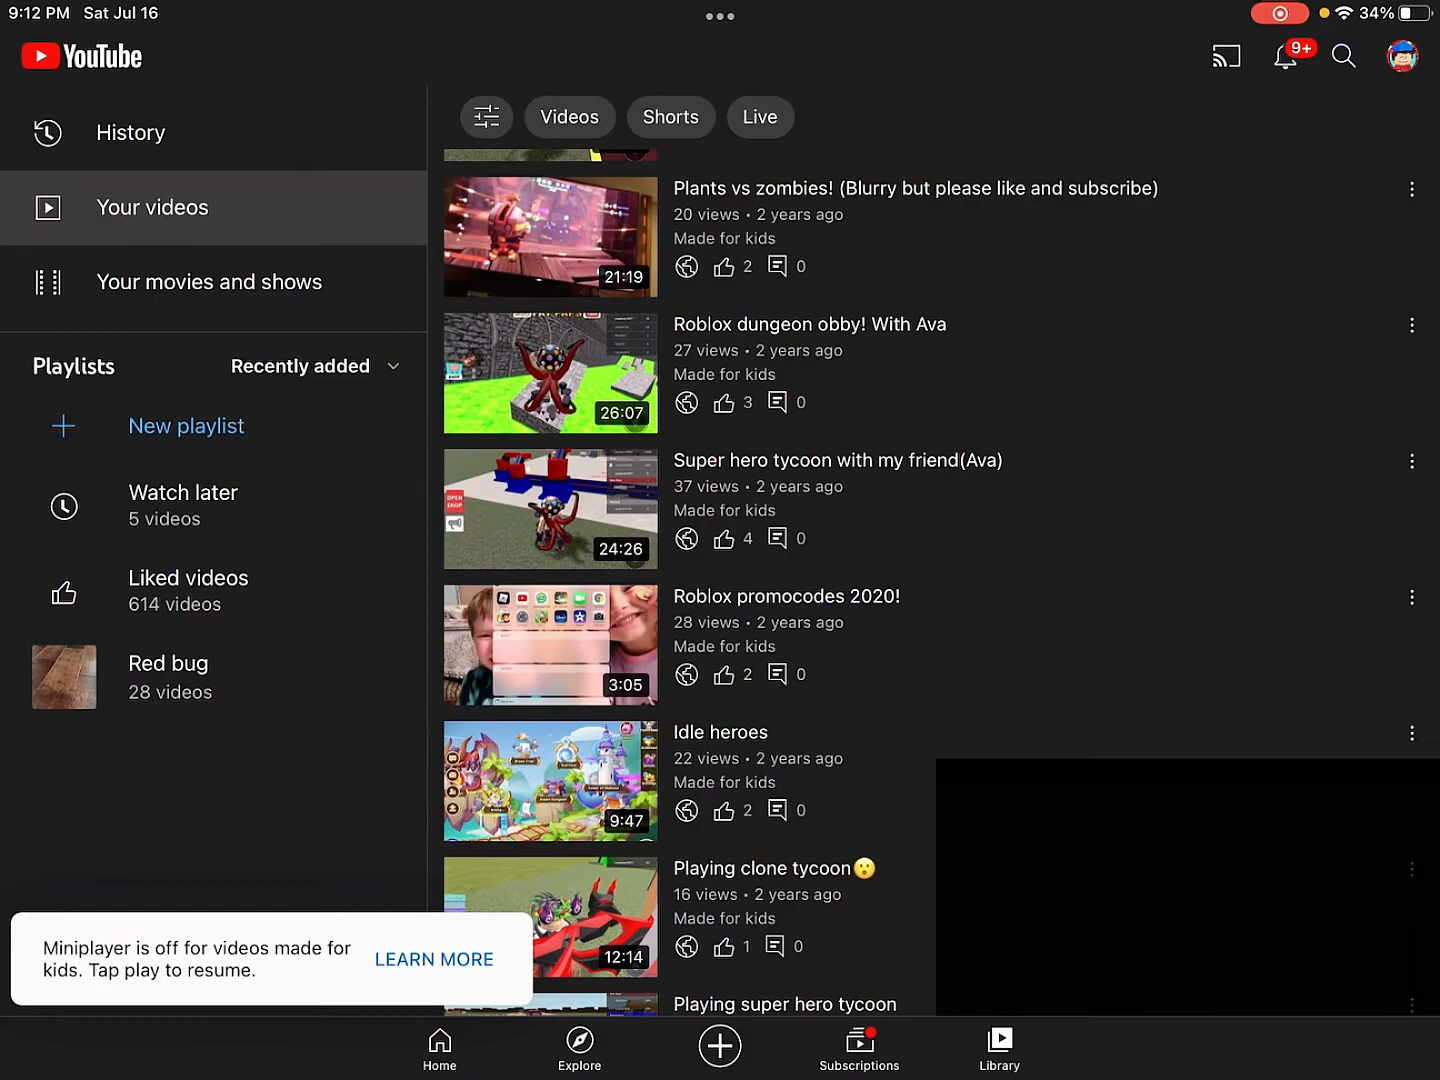 9:12 PM Sat Jul 16
34%
YouTube
9+
History
Your videos
Your movies and shows
Playlists
Recently added
New playlist
Watch later
5 videos
Liked videos
614 videos
Red bug
28 videos
Miniplayer is off for videos made for
kids. Tap play to resume.
LEARN MORE
Videos
Shorts
Live
Plants vs zombies! (Blurry but please like and subscribe)
20 views • 2 years ago
Made for kids
2 0
21:19
Roblox dungeon obby! With Ava
27 views • 2 years ago
Made for kids
3 0
26:07
Super hero tycoon with my friend(Ava)
37 views • 2 years ago
Made for kids
4 0
OPEN
SHOP
24:26
Roblox promocodes 2020!
28 views • 2 years ago
Made for kids
2 0
3:05
Idle heroes
22 views • 2 years ago
Made for kids
2 0
9:47
Playing clone tycoon😮
16 views • 2 years ago
Made for kids
1 0
12:14
Playing super hero tycoon
Home
Explore
Subscriptions
Library